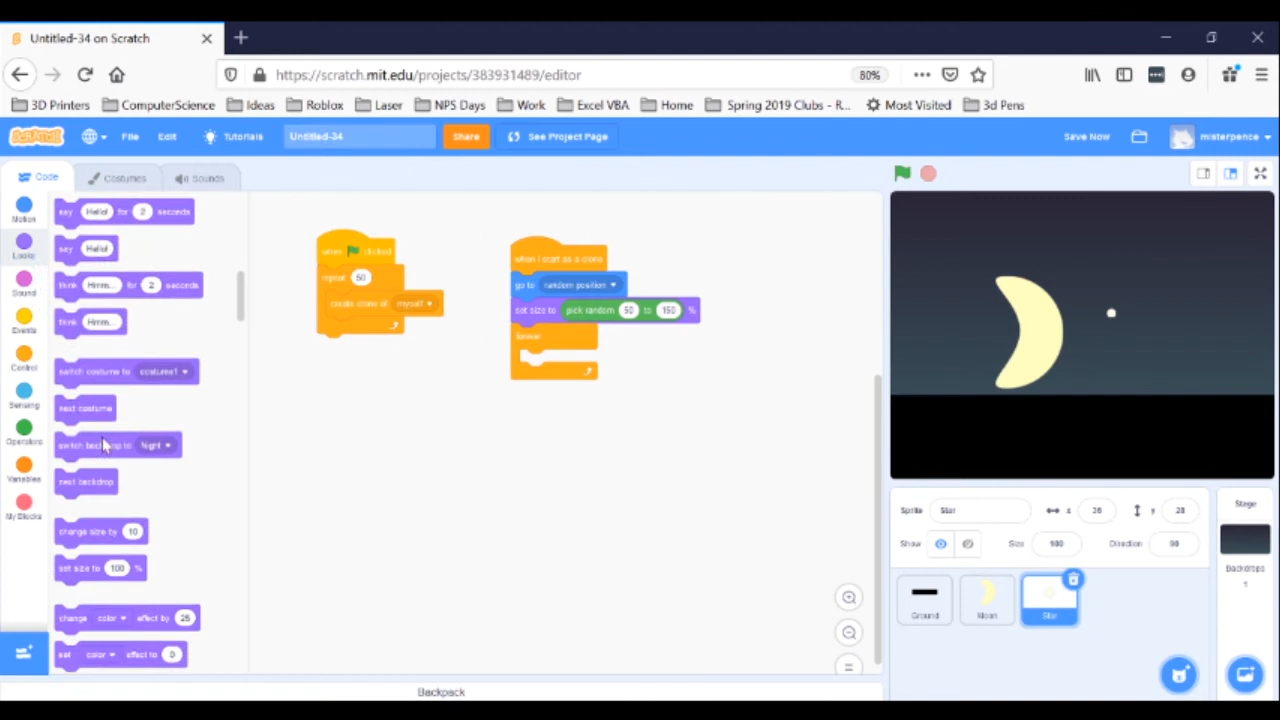 Untitled-34 on Scratch
https://scratch.mit.edu/projects/383931489/editor
80%
3D Printers
ComputerScience
Ideas
Roblox
Laser
NPS Days
Work
Excel VBA
Home
Spring 2019 Clubs - R...
Most Visited
3d Pens
SCRATCH
File
Edit
Tutorials
Untitled-34
Share
See Project Page
Save Now
misterpence
Code
Costumes
Sounds
Motion
Looks
Sound
Events
Control
Sensing
Operators
Variables
My Blocks
say Hello! for 2 seconds
say Hello!
think Hmm... for 2 seconds
think Hmm...
switch costume to costume1
next costume
switch backdrop to Night
next backdrop
change size by 10
set size to 100 %
change color effect by 25
set color effect to 0
when clicked
repeat 50
create clone of myself
when I start as a clone
go to random position
set size to pick random 50 to 150 %
forever
Sprite Star x 36 y 28
Show Size 100 Direction 90
Ground
Moon
Star
Stage
Backdrops
1
Backpack